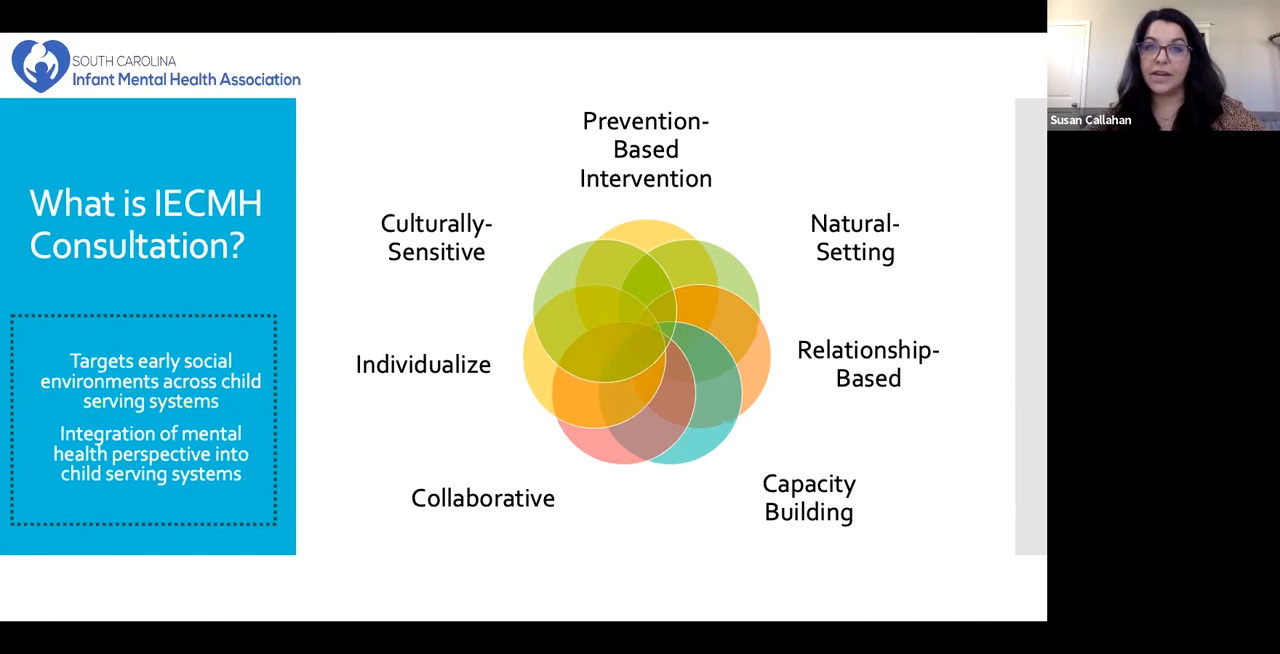 SOUTH CAROLINA
Infant Mental Health Association
What is IECMH
Consultation?
Targets early social
environments across child
serving systems
Integration of mental
health perspective into
child serving systems
Prevention-
Based
Intervention
Natural-
Setting
Relationship-
Based
Capacity
Building
Collaborative
Individualize
Culturally-
Sensitive
Susan Callahan